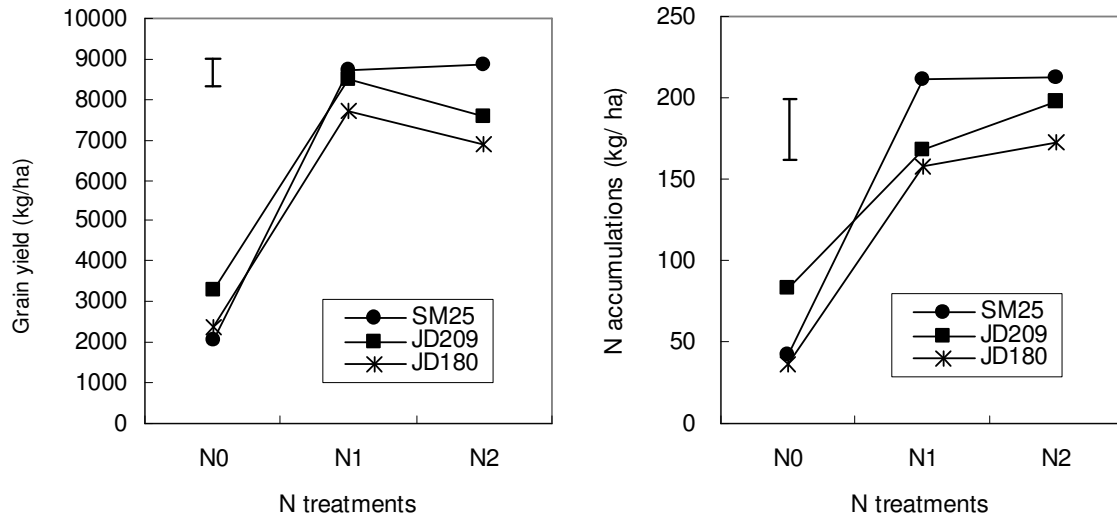 Grain yield (kg/ha)
10000
9000
8000
7000
6000
5000
4000
3000
2000
1000
0
SM25
JD209
JD180
N0 N1 N2
N treatments
N accumulations (kg/ ha)
250
200
150
100
50
0
SM25
JD209
JD180
N0 N1 N2
N treatments